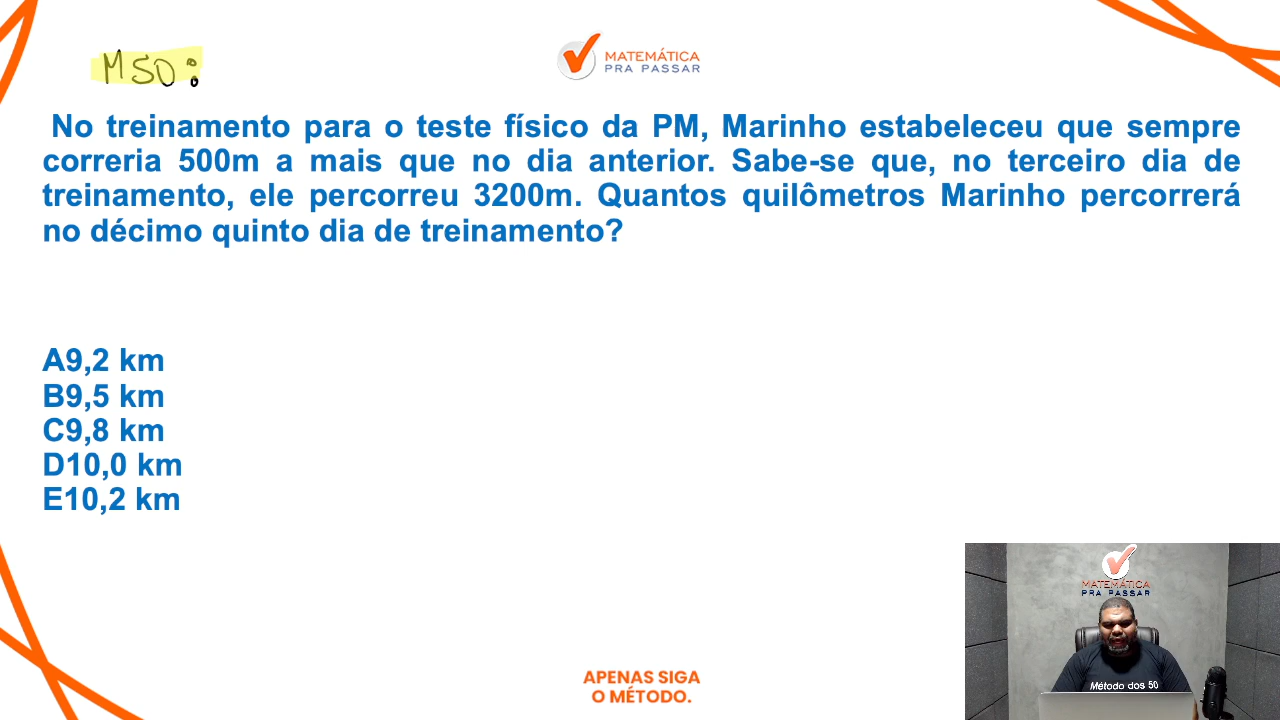 M50:
MATEMÁTICA
PRA PASSAR
No treinamento para o teste físico da PM, Marinho estabeleceu que sempre
correria 500m a mais que no dia anterior. Sabe-se que, no terceiro dia de
treinamento, ele percorreu 3200m. Quantos quilômetros Marinho percorrerá
no décimo quinto dia de treinamento?
A9,2 km
B9,5 km
C9,8 km
D10,0 km
E10,2 km
MATEMÁTICA
PRA PASSAR
Método dos 50
APENAS SIGA
O MÉTODO.